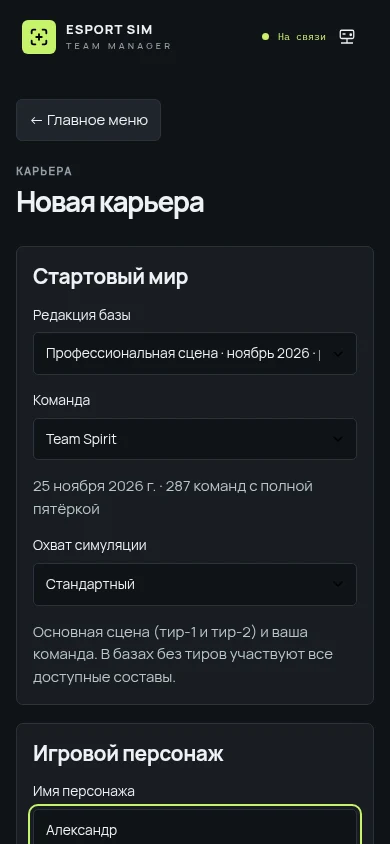 ESPORT SIM
TEAM MANAGER
На связи
← Главное меню
КАРЬЕРА
Новая карьера
Стартовый мир
Редакция базы
Профессиональная сцена · ноябрь 2026 ·
Команда
Team Spirit
25 ноября 2026 г. · 287 команд с полной
пятёркой
Охват симуляции
Стандартный
Основная сцена (тир-1 и тир-2) и ваша
команда. В базах без тиров участвуют все
доступные составы.
Игровой персонаж
Имя персонажа
Александр